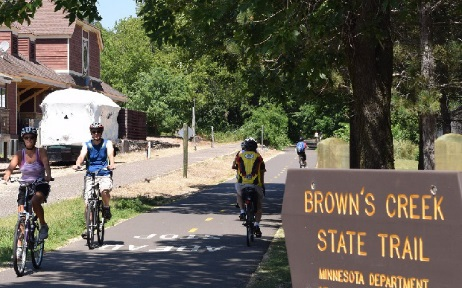 BROWN'S CREEK
STATE TRAIL
MINNESOTA DEPARTMENT